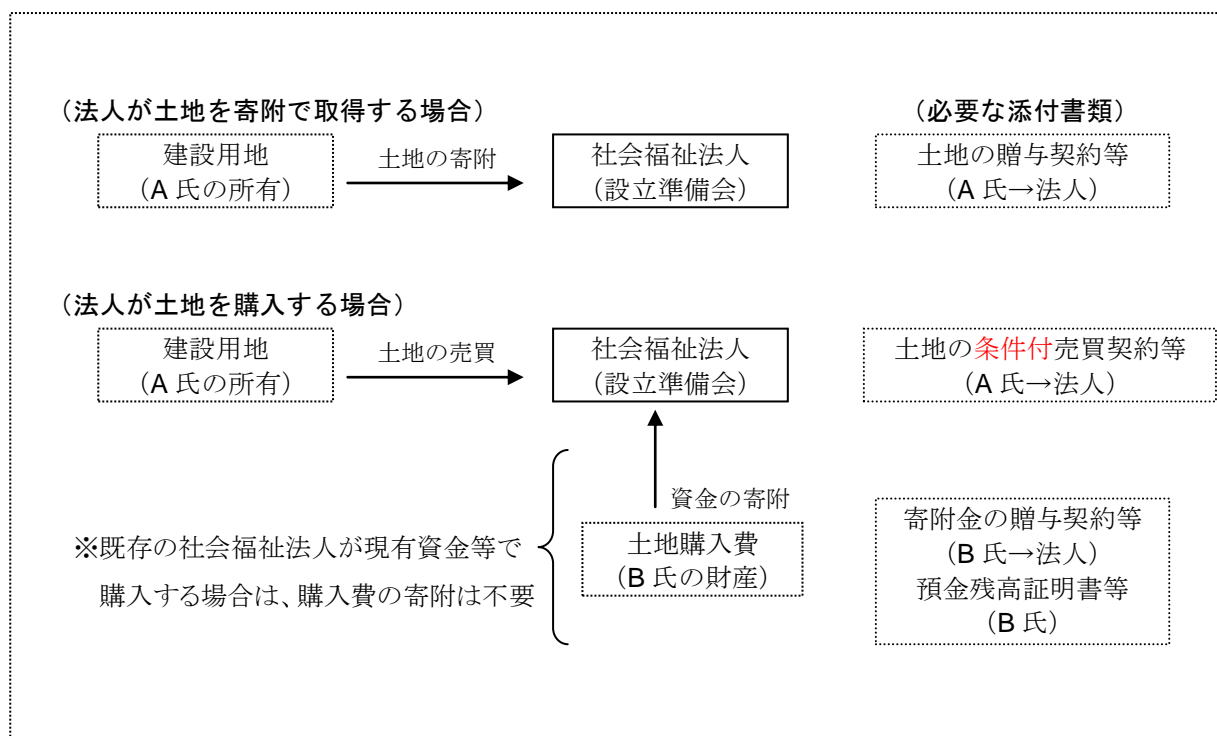 （法人が土地を寄附で取得する場合）
（必要な添付書類）
建設用地
（A 氏の所有）
土地の寄附
社会福祉法人
（設立準備会）
土地の贈与契約等
（A 氏→法人）
（法人が土地を購入する場合）
建設用地
（A 氏の所有）
土地の売買
社会福祉法人
（設立準備会）
土地の条件付売買契約等
（A 氏→法人）
資金の寄附
※既存の社会福祉法人が現有資金等で
購入する場合は、購入費の寄附は不要
土地購入費
（B 氏の財産）
寄附金の贈与契約等
（B 氏→法人）
預金残高証明書等
（B 氏）